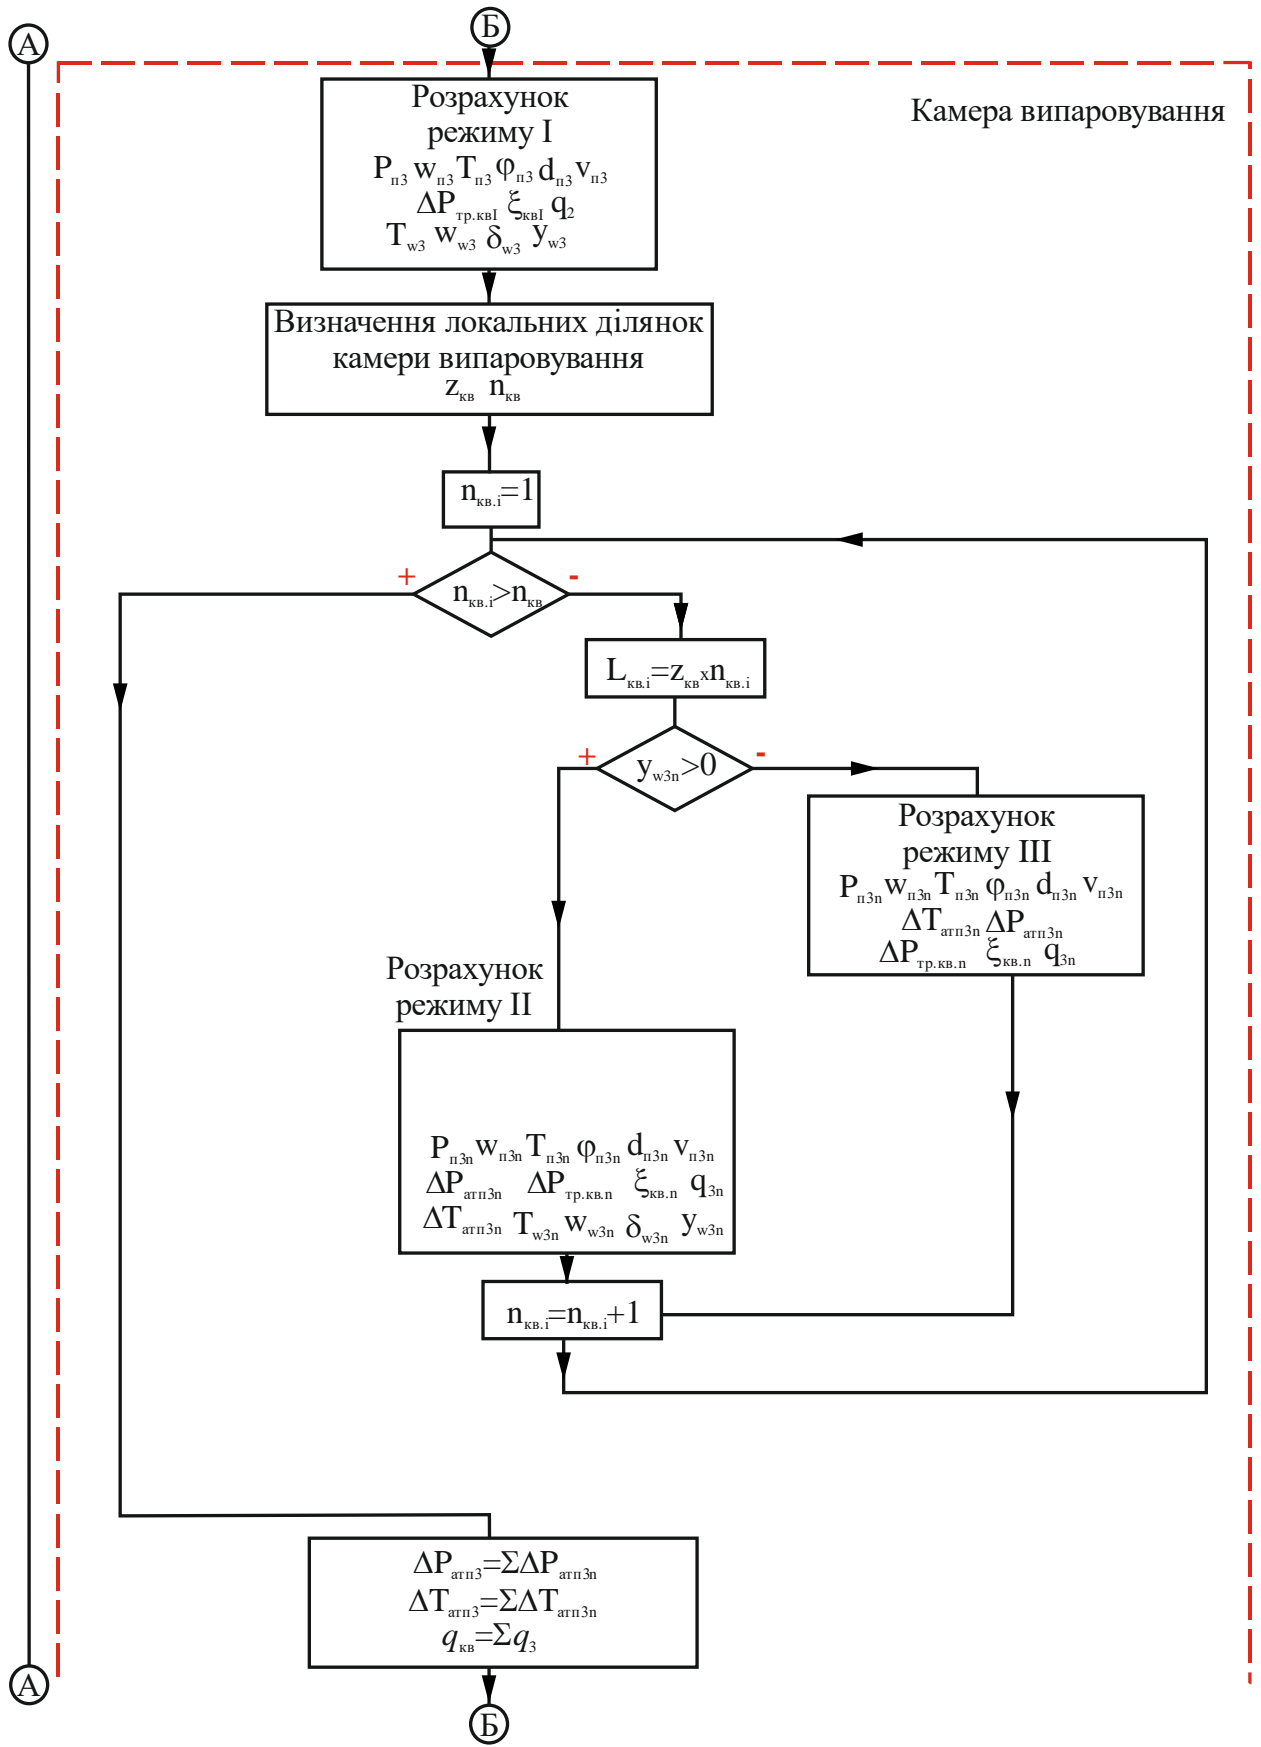 А
Б
Камера випаровування
Розрахунок
режиму I
Pп3 wп3 Tп3 φп3 dп3 vп3
ΔPтр.квI ξквI q2
Tw3 ww3 δw3 yw3
Визначення локальних ділянок
камери випаровування
zкв nкв
nкв.i=1
+
-
nкв.i>nкв
Lкв.i=zквxnкв.i
+
-
yw3n>0
Розрахунок
режиму III
Pп3n wп3n Tп3n φп3n dп3n vп3n
ΔTатп3n ΔPатп3n
ΔPтр.кв.n ξкв.n q3n
Розрахунок
режиму II
Pп3n wп3n Tп3n φп3n dп3n vп3n
ΔPатп3n ΔPтр.кв.n ξкв.n q3n
ΔTатп3n Tw3n ww3n δw3n yw3n
nкв.i=nкв.i+1
ΔPатп3=ΣΔPатп3n
ΔTатп3=ΣΔTатп3n
qкв=Σq3
А
Б